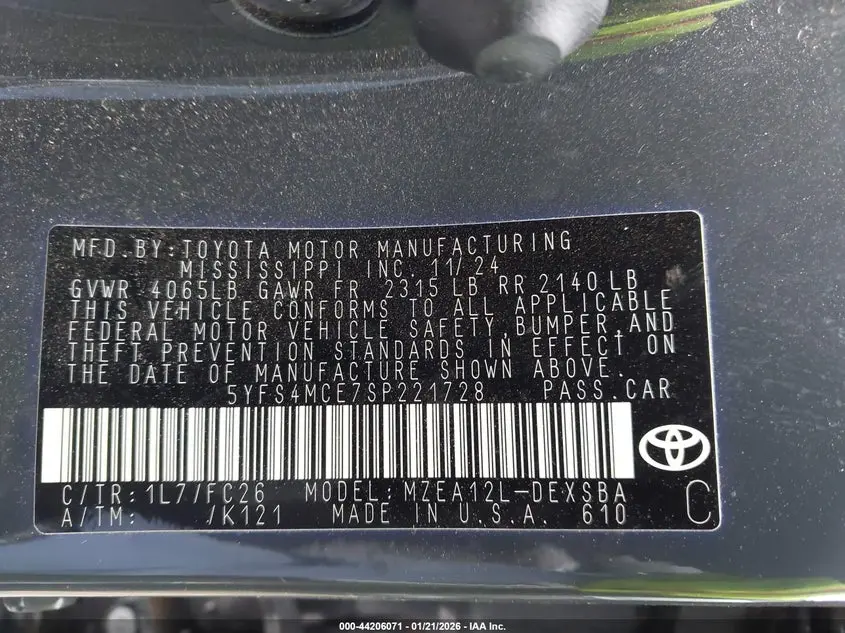 MFD.BY:TOYOTA MOTOR MANUFACTURING
MISSISSIPPI INC. 11/24
GVWR 4065LB GAWR FR 2315LB RR 2140LB
THIS VEHICLE CONFORMS TO ALL APPLICABLE
FEDERAL MOTOR VEHICLE SAFETY,BUMPER,AND
THEFT PREVENTION STANDARDS IN EFFECT ON
THE DATE OF MANUFACTURE SHOWN ABOVE.
5YFS4MCE7SP221728 PASS.CAR
C/TR:1L7/FC26 MODEL:MZEA12L-DEXSBA
A/TM: /K121 MADE IN U.S.A. 610 C
000-44206071 - 01/21/2026 - IAA Inc.